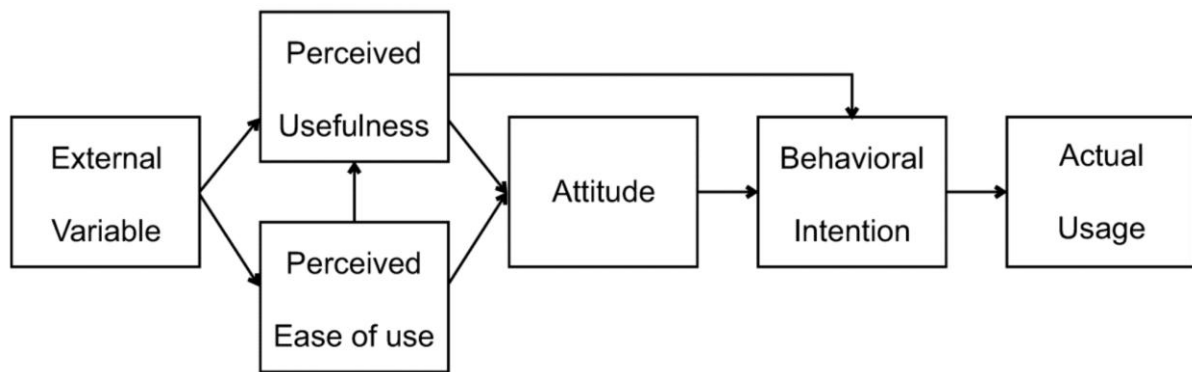 Perceived
Usefulness
External
Variable
Perceived
Ease of use
Attitude
Behavioral
Intention
Actual
Usage